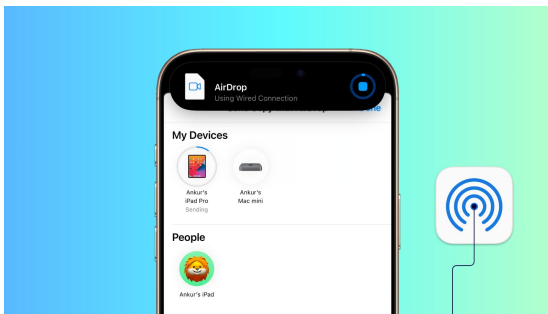 AirDrop
Using Wired Connection
My Devices
Ankur's
iPad Pro
Sending
Ankur's
Mac mini
People
Ankur's iPad